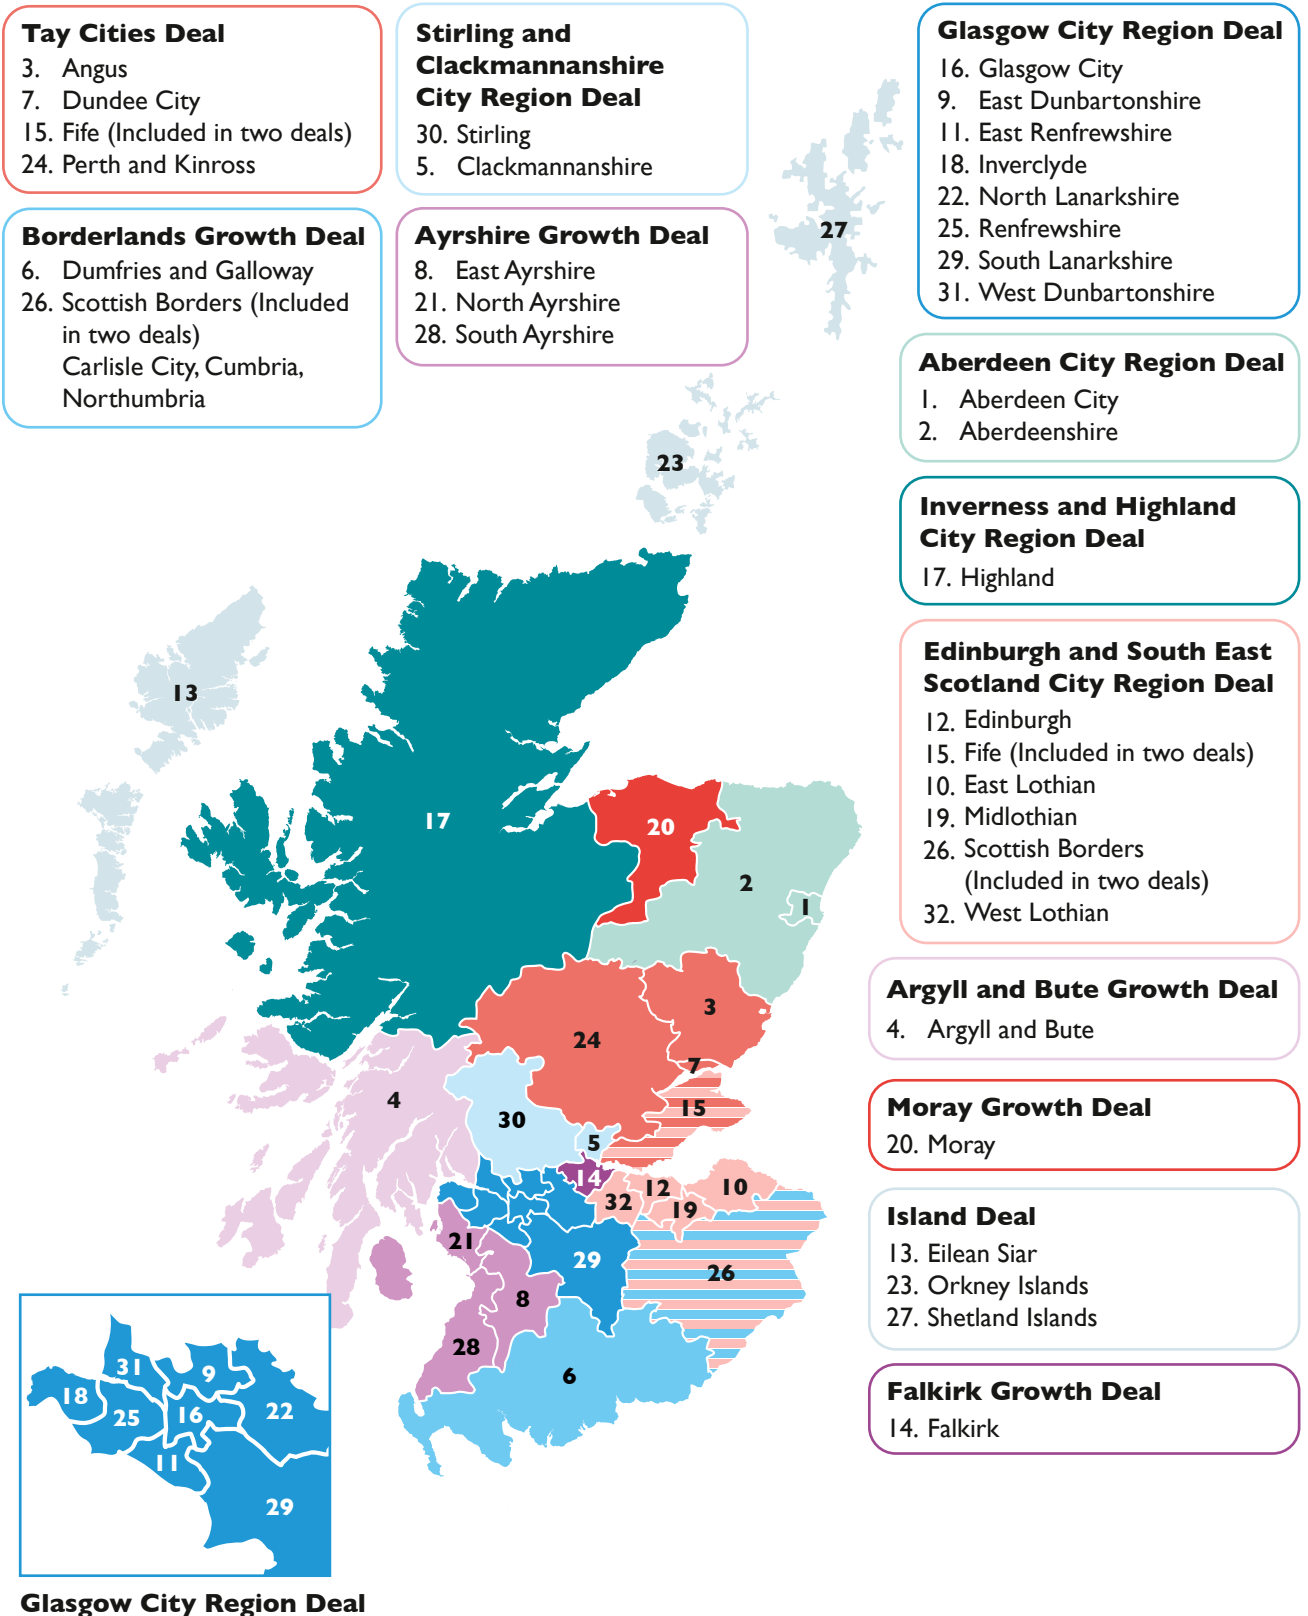 Tay Cities Deal
3. Angus
7. Dundee City
15. Fife (Included in two deals)
24. Perth and Kinross
Stirling and
Clackmannanshire
City Region Deal
30. Stirling
5. Clackmannanshire
Glasgow City Region Deal
16. Glasgow City
9. East Dunbartonshire
11. East Renfrewshire
18. Inverclyde
22. North Lanarkshire
25. Renfrewshire
29. South Lanarkshire
31. West Dunbartonshire
Borderlands Growth Deal
6. Dumfries and Galloway
26. Scottish Borders (Included
in two deals)
Carlisle City, Cumbria,
Northumbria
Ayrshire Growth Deal
8. East Ayrshire
21. North Ayrshire
28. South Ayrshire
Aberdeen City Region Deal
1. Aberdeen City
2. Aberdeenshire
Inverness and Highland
City Region Deal
17. Highland
Edinburgh and South East
Scotland City Region Deal
12. Edinburgh
15. Fife (Included in two deals)
10. East Lothian
19. Midlothian
26. Scottish Borders
(Included in two deals)
32. West Lothian
Argyll and Bute Growth Deal
4. Argyll and Bute
Moray Growth Deal
20. Moray
Island Deal
13. Eilean Siar
23. Orkney Islands
27. Shetland Islands
Falkirk Growth Deal
14. Falkirk
27
23
13
17
20
2
1
3
24
7
15
4
30
5
14
12
10
32
19
21
29
26
8
28
6
31
9
18
25
16
22
11
29
Glasgow City Region Deal